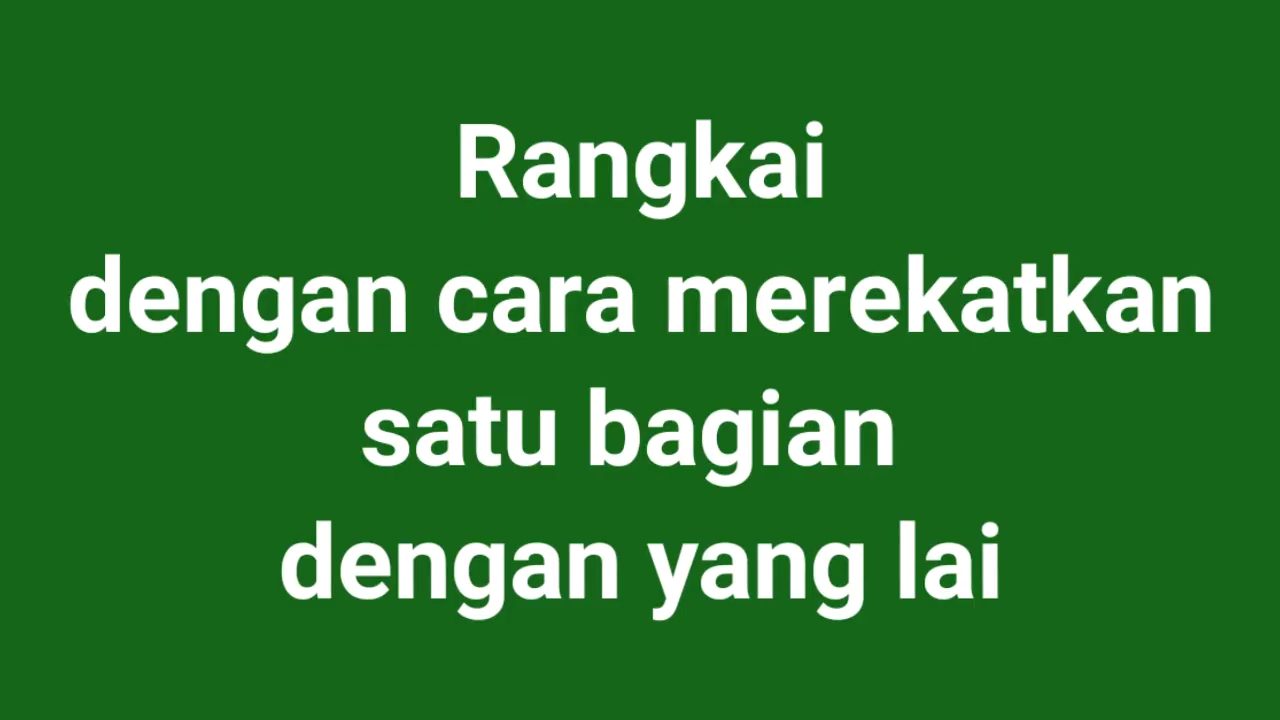 Rangkai
dengan cara merekatkan
satu bagian
dengan yang lai